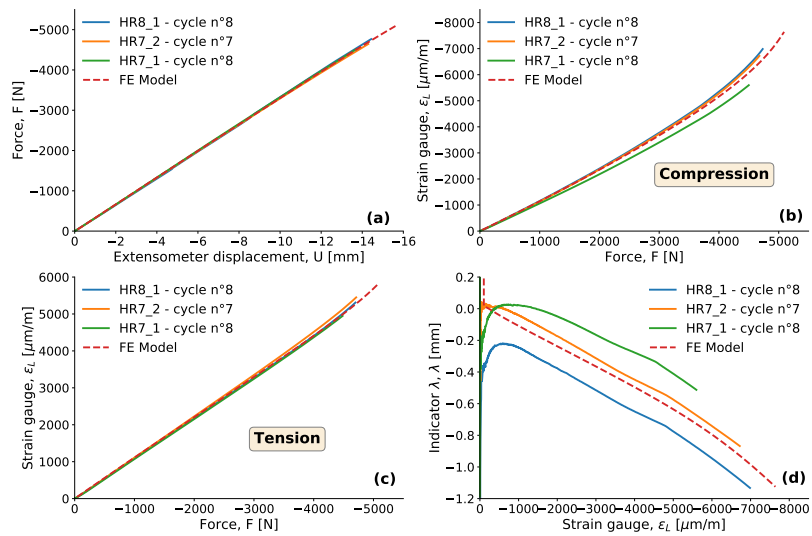 −5000
−4000
−3000
−2000
−1000
0
Force, F [N]
HR8_1 - cycle n°8
HR7_2 - cycle n°7
HR7_1 - cycle n°8
FE Model
(a)
0 −2 −4 −6 −8 −10 −12 −14 −16
Extensometer displacement, U [mm]
−8000
−7000
−6000
−5000
−4000
−3000
−2000
−1000
0
Strain gauge, εL [μm/m]
HR8_1 - cycle n°8
HR7_2 - cycle n°7
HR7_1 - cycle n°8
FE Model
Compression
(b)
0 −1000 −2000 −3000 −4000 −5000
Force, F [N]
6000
5000
4000
3000
2000
1000
0
Strain gauge, εL [μm/m]
HR8_1 - cycle n°8
HR7_2 - cycle n°7
HR7_1 - cycle n°8
FE Model
Tension
(c)
0 −1000 −2000 −3000 −4000 −5000
Force, F [N]
0.2
0.0
−0.2
−0.4
−0.6
−0.8
−1.0
−1.2
Indicator λ, λ [mm]
HR8_1 - cycle n°8
HR7_2 - cycle n°7
HR7_1 - cycle n°8
FE Model
(d)
0 −1000 −2000 −3000 −4000 −5000 −6000 −7000 −8000
Strain gauge, εL [μm/m]